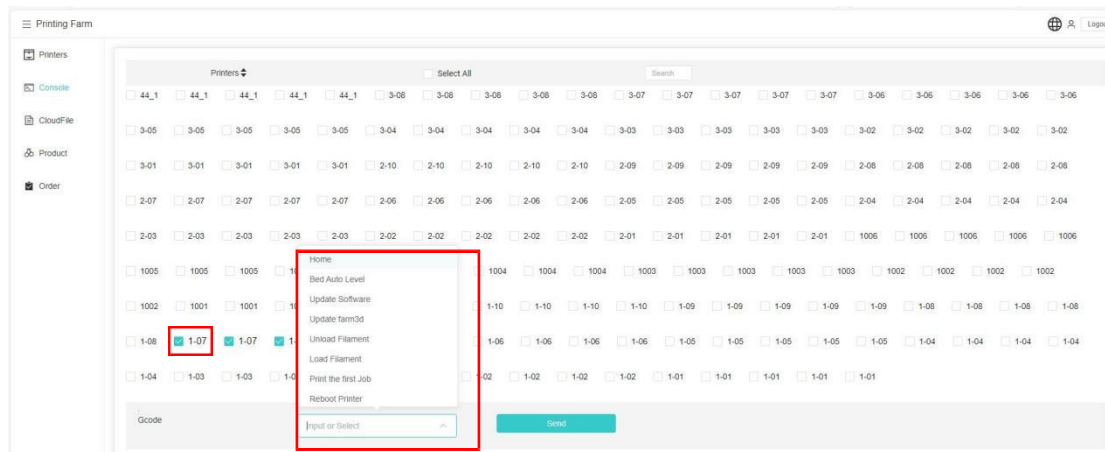 Printing Farm
Logou
Printers
Console
CloudFile
Product
Order
Printers Select All Search
44_1 44_1 44_1 44_1 44_1 3-08 3-08 3-08 3-08 3-08 3-07 3-07 3-07 3-07 3-07 3-06 3-06 3-06 3-06 3-06
3-05 3-05 3-05 3-05 3-05 3-04 3-04 3-04 3-04 3-04 3-03 3-03 3-03 3-03 3-03 3-02 3-02 3-02 3-02 3-02
3-01 3-01 3-01 3-01 3-01 2-10 2-10 2-10 2-10 2-10 2-09 2-09 2-09 2-09 2-09 2-08 2-08 2-08 2-08 2-08
2-07 2-07 2-07 2-07 2-07 2-06 2-06 2-06 2-06 2-06 2-05 2-05 2-05 2-05 2-05 2-04 2-04 2-04 2-04 2-04
2-03 2-03 2-03 2-03 2-03 2-02 2-02 2-02 2-02 2-02 2-01 2-01 2-01 2-01 2-01 1006 1006 1006 1006 1006
1005 1005 1005 1004 1004 1004 1003 1003 1003 1003 1003 1002 1002 1002 1002
1002 1001 1001 1-10 1-10 1-10 1-10 1-09 1-09 1-09 1-09 1-09 1-08 1-08 1-08 1-08
1-08 1-07 1-07 1-06 1-06 1-06 1-06 1-05 1-05 1-05 1-05 1-05 1-04 1-04 1-04 1-04
1-04 1-03 1-03 1-02 1-02 1-02 1-02 1-01 1-01 1-01 1-01 1-01
Home
Bed Auto Level
Update Software
Update farm3d
Unload Filament
Load Filament
Print the first Job
Reboot Printer
Gcode Input or Select Send